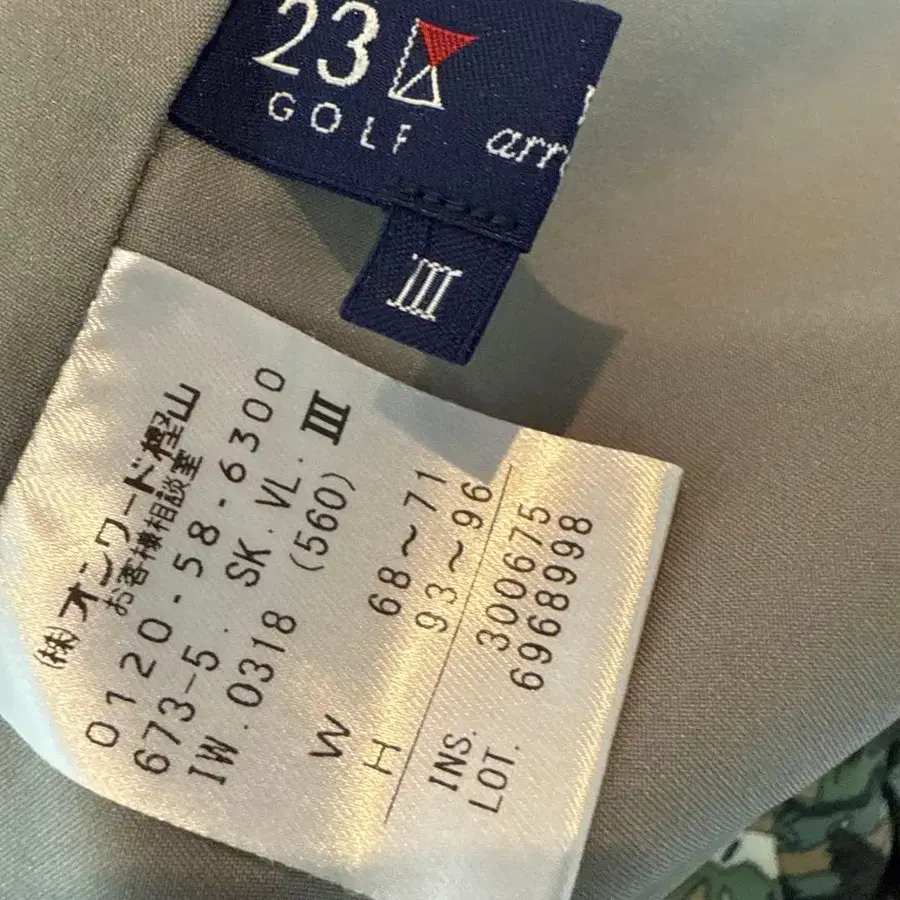 23
GOLF
arr
III
(株)オンワード樫山
お客様相談室
0120-58-6300
673-5. SK.VL. III
IW.0318 (560)
W 68～71
H 93～96
INS. 300675
LOT. 6968998